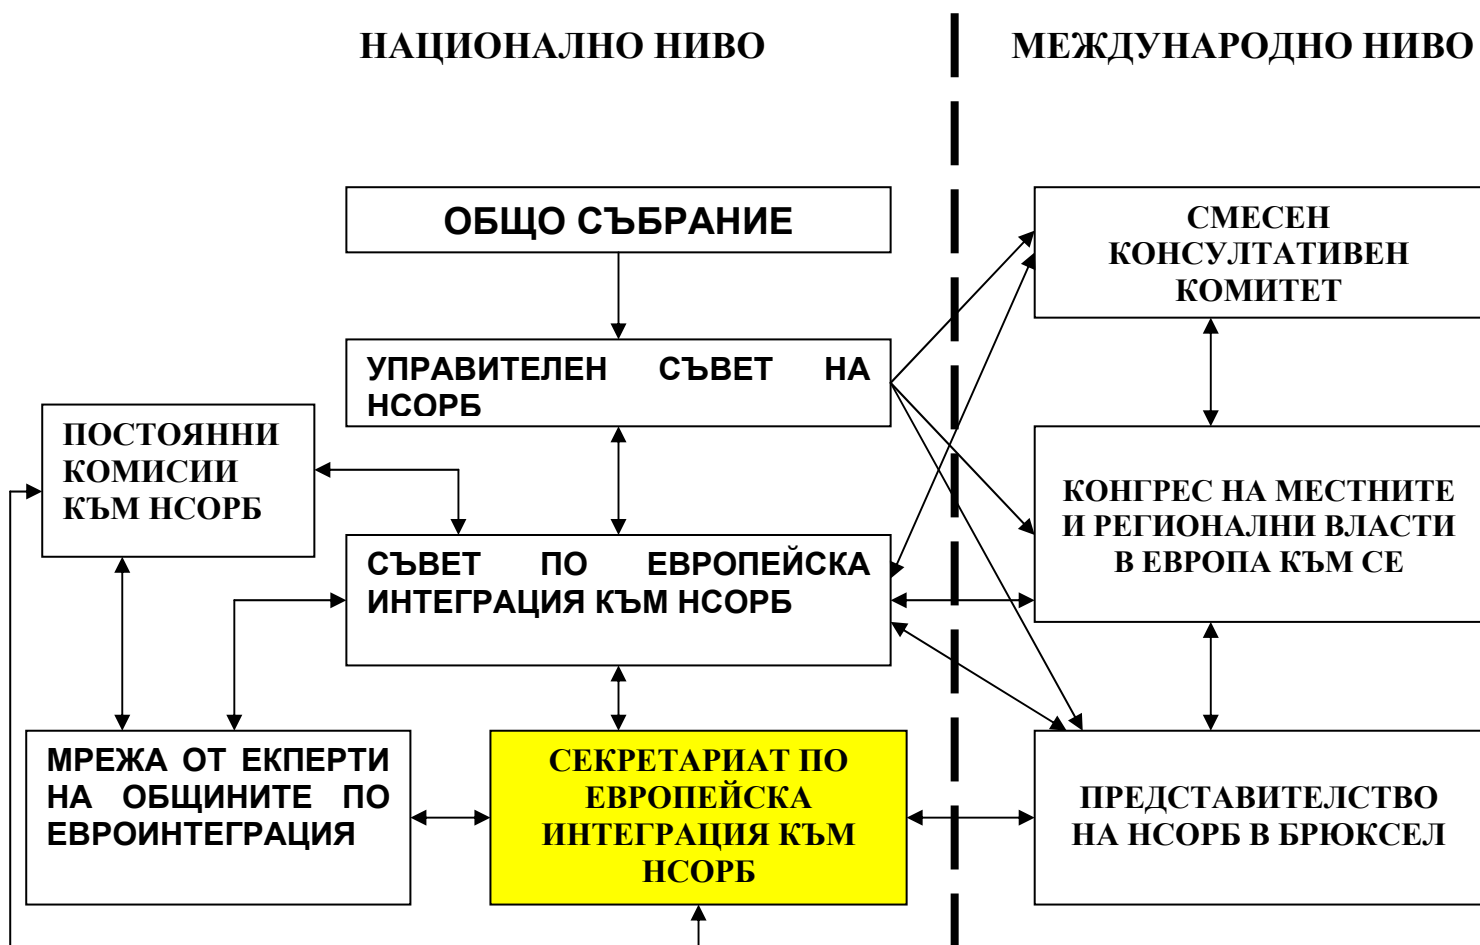 НАЦИОНАЛНО НИВО
МЕЖДУНАРОДНО НИВО
ОБЩО СЪБРАНИЕ
СМЕСЕН
КОНСУЛТАТИВЕН
КОМИТЕТ
УПРАВИТЕЛЕН СЪВЕТ НА
НСОРБ
ПОСТОЯННИ
КОМИСИИ
КЪМ НСОРБ
КОНГРЕС НА МЕСТНИТЕ
И РЕГИОНАЛНИ ВЛАСТИ
В ЕВРОПА КЪМ СЕ
СЪВЕТ ПО ЕВРОПЕЙСКА
ИНТЕГРАЦИЯ КЪМ НСОРБ
МРЕЖА ОТ ЕКПЕРТИ
НА ОБЩИНИТЕ ПО
ЕВРОИНТЕГРАЦИЯ
СЕКРЕТАРИАТ ПО
ЕВРОПЕЙСКА
ИНТЕГРАЦИЯ КЪМ
НСОРБ
ПРЕДСТАВИТЕЛСТВО
НА НСОРБ В БРЮКСЕЛ